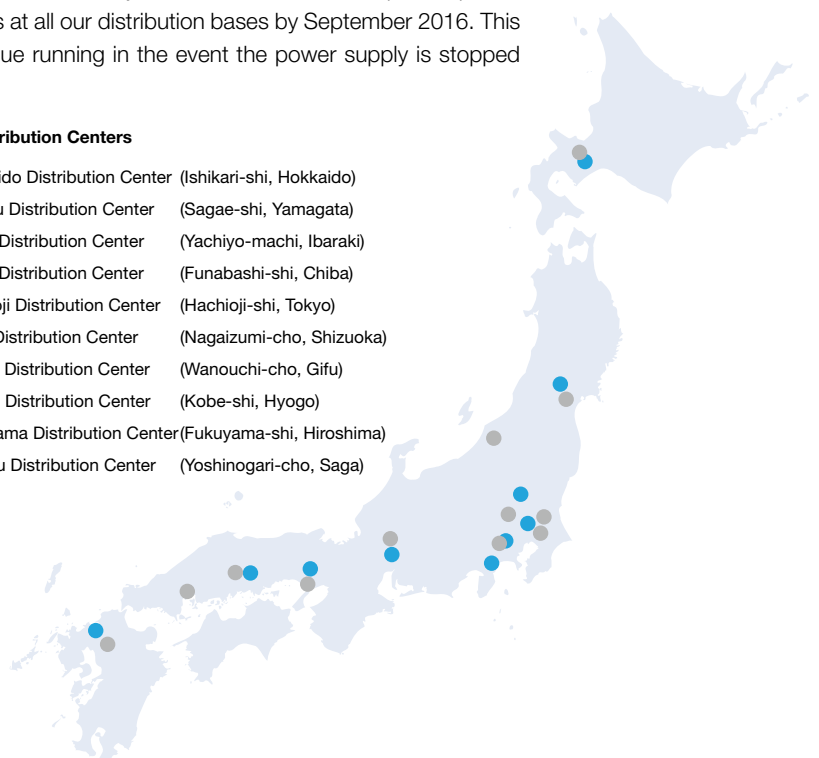 s at all our distribution bases by September 2016. This
ue running in the event the power supply is stopped
ribution Centers
ido Distribution Center (Ishikari-shi, Hokkaido)
u Distribution Center (Sagae-shi, Yamagata)
Distribution Center (Yachiyo-machi, Ibaraki)
Distribution Center (Funabashi-shi, Chiba)
ji Distribution Center (Hachioji-shi, Tokyo)
Distribution Center (Nagaizumi-cho, Shizuoka)
Distribution Center (Wanouchi-cho, Gifu)
Distribution Center (Kobe-shi, Hyogo)
ama Distribution Center(Fukuyama-shi, Hiroshima)
u Distribution Center (Yoshinogari-cho, Saga)